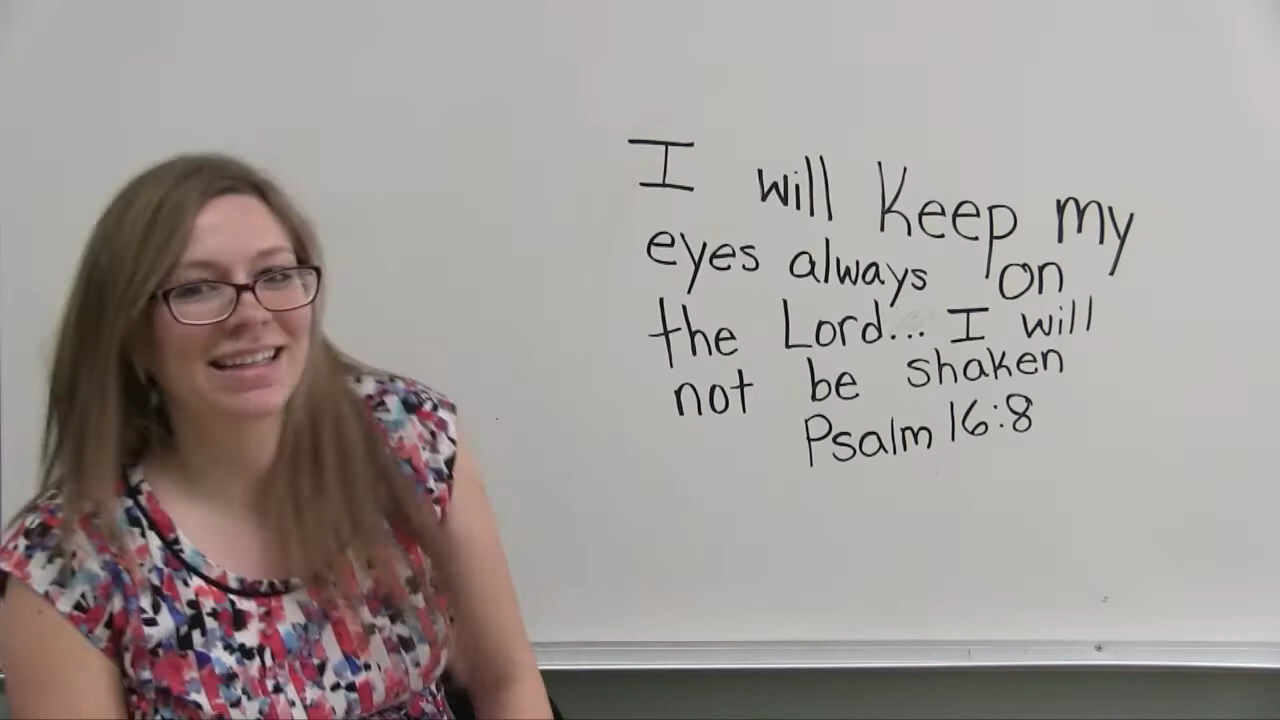 I will Keep my
eyes always on
the Lord... I will
not be shaken
Psalm 16:8